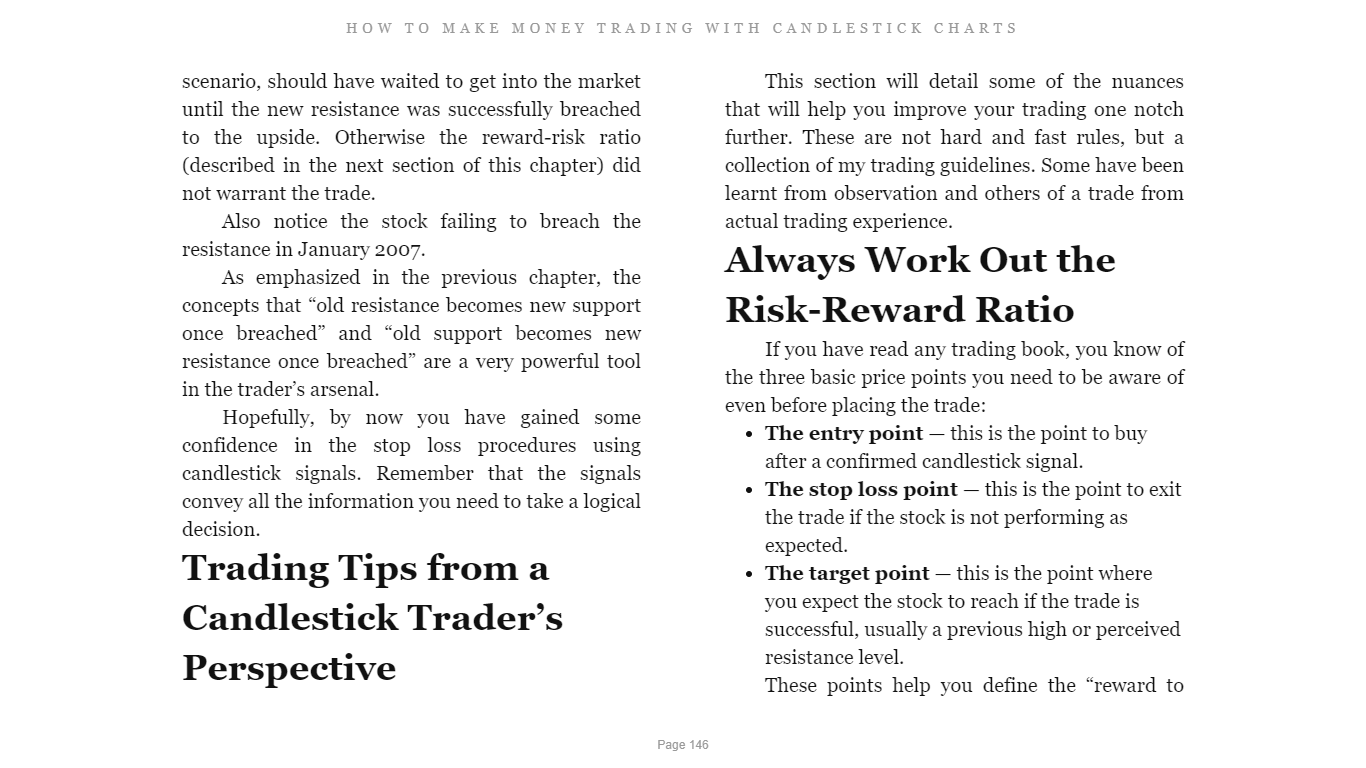 HOW TO MAKE MONEY TRADING WITH CANDLESTICK CHARTS
scenario, should have waited to get into the market
until the new resistance was successfully breached
to the upside. Otherwise the reward-risk ratio
(described in the next section of this chapter) did
not warrant the trade.
Also notice the stock failing to breach the
resistance in January 2007.
As emphasized in the previous chapter, the
concepts that “old resistance becomes new support
once breached” and “old support becomes new
resistance once breached” are a very powerful tool
in the trader’s arsenal.
Hopefully, by now you have gained some
confidence in the stop loss procedures using
candlestick signals. Remember that the signals
convey all the information you need to take a logical
decision.
Trading Tips from a
Candlestick Trader’s
Perspective
This section will detail some of the nuances
that will help you improve your trading one notch
further. These are not hard and fast rules, but a
collection of my trading guidelines. Some have been
learnt from observation and others of a trade from
actual trading experience.
Always Work Out the
Risk-Reward Ratio
If you have read any trading book, you know of
the three basic price points you need to be aware of
even before placing the trade:
• The entry point — this is the point to buy
after a confirmed candlestick signal.
• The stop loss point — this is the point to exit
the trade if the stock is not performing as
expected.
• The target point — this is the point where
you expect the stock to reach if the trade is
successful, usually a previous high or perceived
resistance level.
These points help you define the “reward to
Page 146